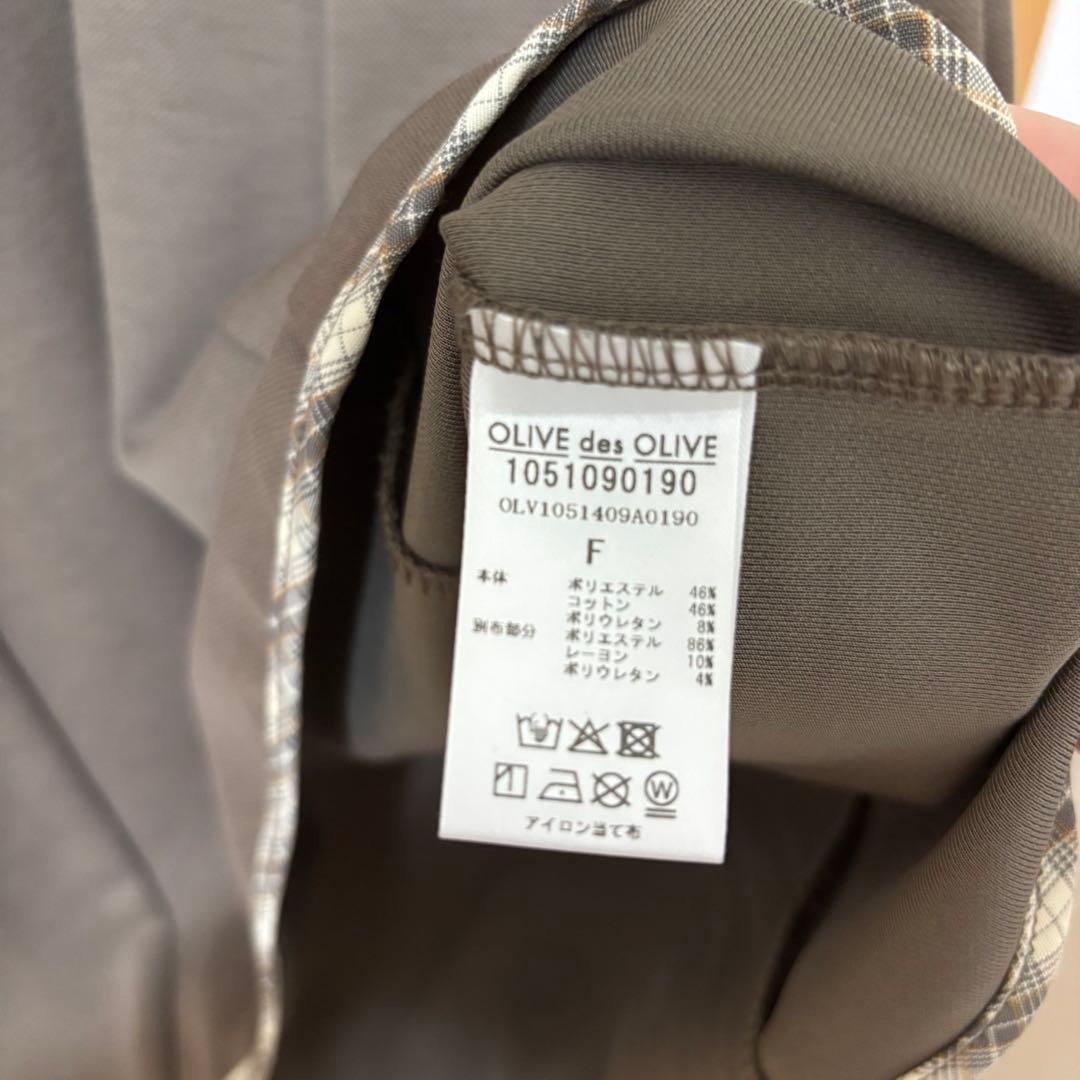 OLIVE des OLIVE
1051090190
OLV1051409A0190
F
本体 ポリエステル 46%
コットン 46%
ポリウレタン 8%
別布部分 ポリエステル 86%
レーヨン 10%
ポリウレタン 4%
W
アイロン当て布